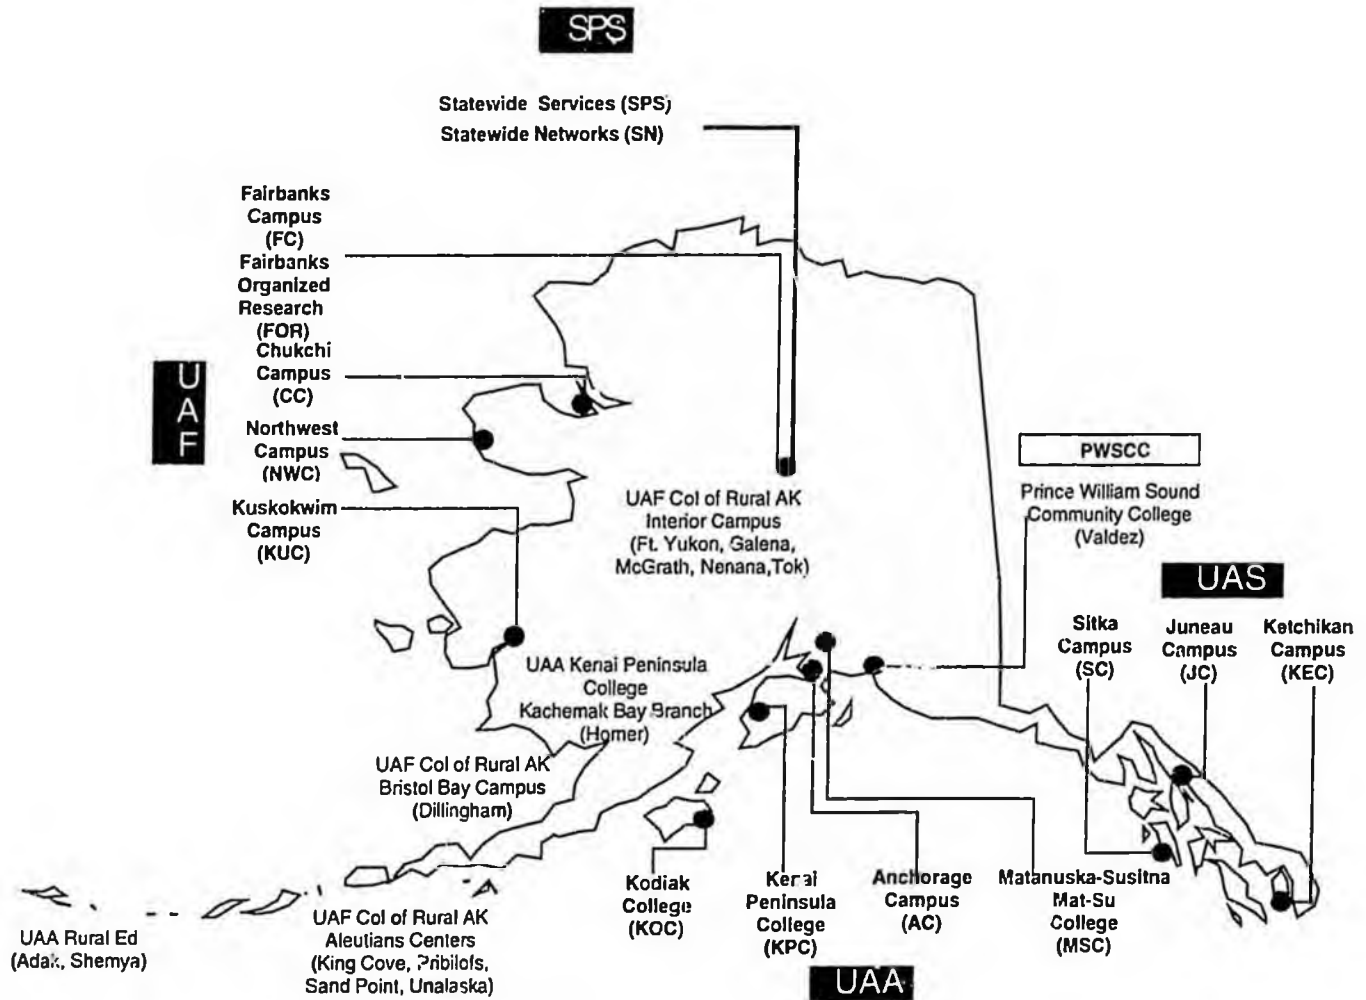 SPS
Statewide Services (SPS)
Statewide Networks (SN)
Fairbanks
Campus
(FC)
Fairbanks
Organized
Research
(FOR)
Chukchi
Campus
(CC)
Northwest
Campus
(NWC)
Kuskokwim
Campus
(KUC)
UAF
UAF Col of Rural AK
Interior Campus
(Ft. Yukon, Galena,
McGrath, Nenana,Tok)
PWSCC
Prince William Sound
Community College
(Valdez)
UAS
Sitka
Campus
(SC)
Juneau
Campus
(JC)
Ketchikan
Campus
(KEC)
UAA Kenai Peninsula
College
Kachemak Bay Branch
(Homer)
UAF Col of Rural AK
Bristol Bay Campus
(Dillingham)
Kodiak
College
(KOC)
Kenai
Peninsula
College
(KPC)
Anchorage
Campus
(AC)
Matanuska-Susitna
Mat-Su
College
(MSC)
UAA Rural Ed
(Adak, Shemya)
UAF Col of Rural AK
Aleutians Centers
(King Cove, Pribilofs,
Sand Point, Unalaska)
UAA